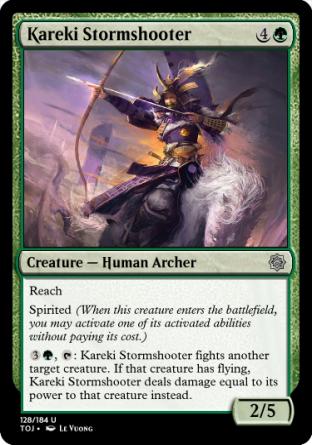 Kareki Stormshooter 4
Creature — Human Archer
Reach
Spirited (When this creature enters the battlefield,
you may activate one of its activated abilities
without paying its cost.)
3, : Kareki Stormshooter fights another
target creature. If that creature has flying,
Kareki Stormshooter deals damage equal to its
power to that creature instead.
2/5
128/184 U
TOJ • Le Vuong